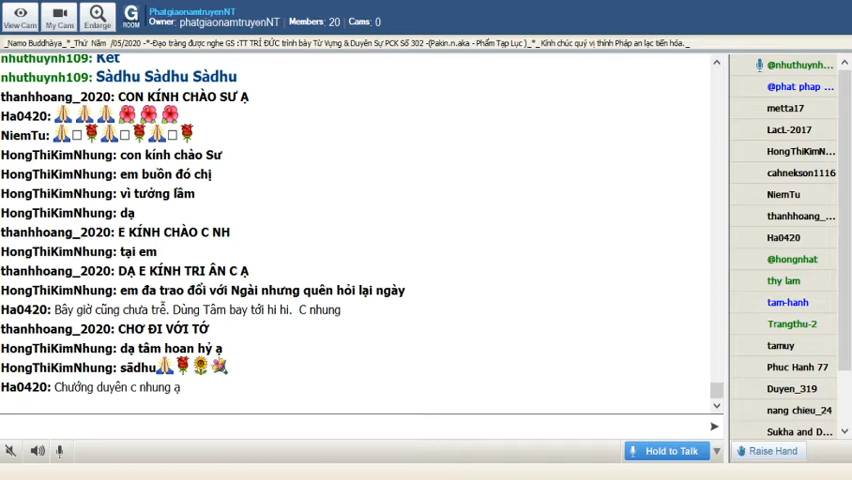 View Cam
My Cam
Enlarge
G
ROOM
PhatgiaonamtruyenNT
Owner: phatgiaonamtruyenNT | Members: 20 | Cams: 0
_Namo Buddhàya_*_Thứ Năm /05/2020 -*-Đạo tràng được nghe GS :TT TRÍ ĐỨC trình bày Từ Vựng & Duyên Sự PCK Số 302 -(Pakin.n.aka - Phẩm Tạp Lục )_*_ Kính chúc quý vị thính Pháp an lạc tiến hóa._
nhuthuynh109: Kết
nhuthuynh109: Sàdhu Sàdhu Sàdhu
thanhhoang_2020: CON KÍNH CHÀO SƯ Ạ
Ha0420: 🙏🙏🙏🌺🌺🌺
NiemTu: 🙏□🌹🙏□🌹🙏□🌹
HongThiKimNhung: con kính chào Sư
HongThiKimNhung: em buồn đó chị
HongThiKimNhung: vì tưởng lầm
HongThiKimNhung: dạ
thanhhoang_2020: E KÍNH CHÀO C NH
HongThiKimNhung: tại em
thanhhoang_2020: DẠ E KÍNH TRI ÂN C Ạ
HongThiKimNhung: em đa trao đổi với Ngài nhưng quên hỏi lại ngày
Ha0420: Bây giờ cũng chưa trễ. Dùng Tâm bay tới hi hi. C nhung
thanhhoang_2020: CHƠ ĐI VỚI TỚ
HongThiKimNhung: dạ tâm hoan hỷ ạ
HongThiKimNhung: sādhu🙏🌹🌻💐
Ha0420: Chướng duyên c nhung ạ
@nhuthuynh...
@phat phap ...
metta17
LacL-2017
HongThiKimN...
cahnekson1116
NiemTu
thanhhoang_...
Ha0420
@hongnhat
thy lam
tam-hanh
Trangthu-2
tamuy
Phuc Hanh 77
Duyen_319
nang chieu_24
Sukha and D...
Hold to Talk
Raise Hand